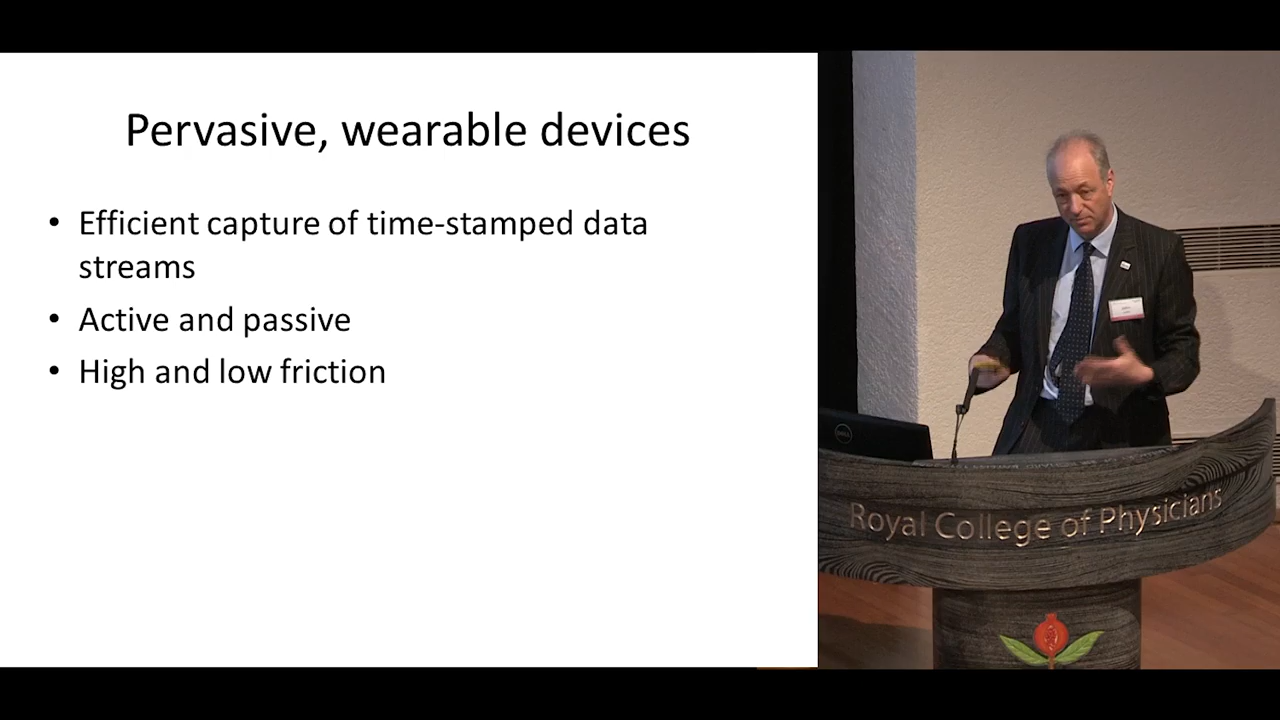 Pervasive, wearable devices
• Efficient capture of time-stamped data
streams
• Active and passive
• High and low friction
DELL
Royal College of Physicians